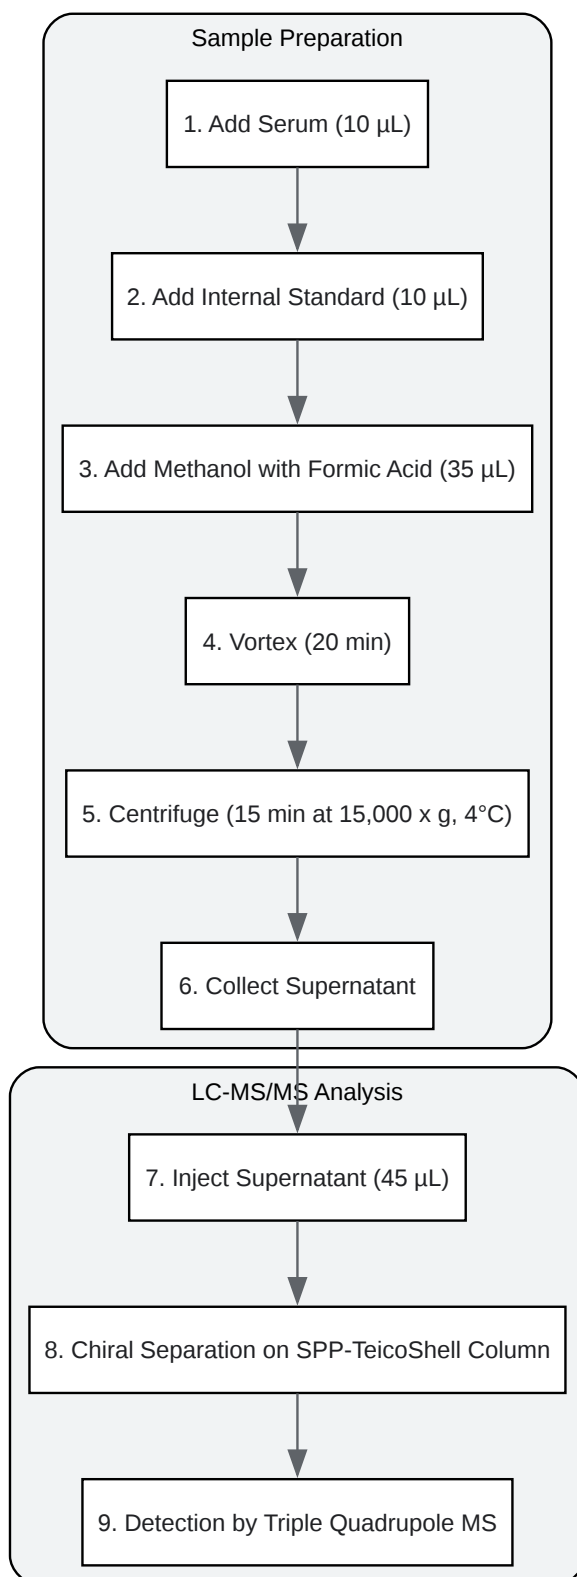 Sample Preparation
1. Add Serum (10 µL)
2. Add Internal Standard (10 µL)
3. Add Methanol with Formic Acid (35 µL)
4. Vortex (20 min)
5. Centrifuge (15 min at 15,000 x g, 4°C)
6. Collect Supernatant
LC-MS/MS Analysis
7. Inject Supernatant (45 µL)
8. Chiral Separation on SPP-TeicoShell Column
9. Detection by Triple Quadrupole MS